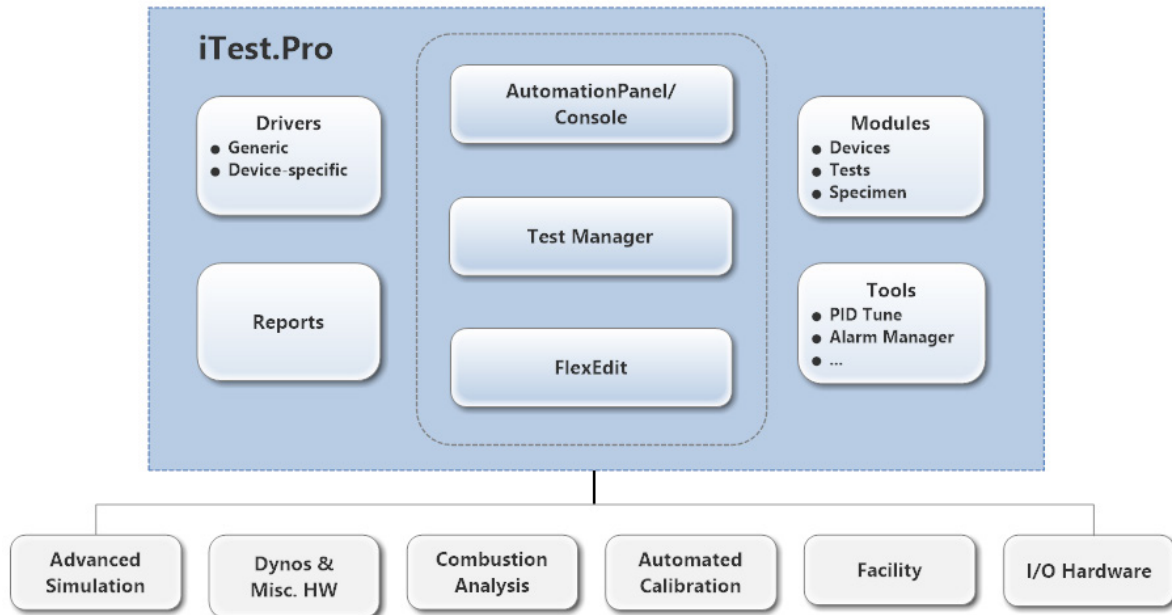 iTest.Pro
Drivers
● Generic
● Device-specific
Reports
AutomationPanel/
Console
Test Manager
FlexEdit
Modules
● Devices
● Tests
● Specimen
Tools
● PID Tune
● Alarm Manager
● ...
Advanced
Simulation
Dynos &
Misc. HW
Combustion
Analysis
Automated
Calibration
Facility
I/O Hardware